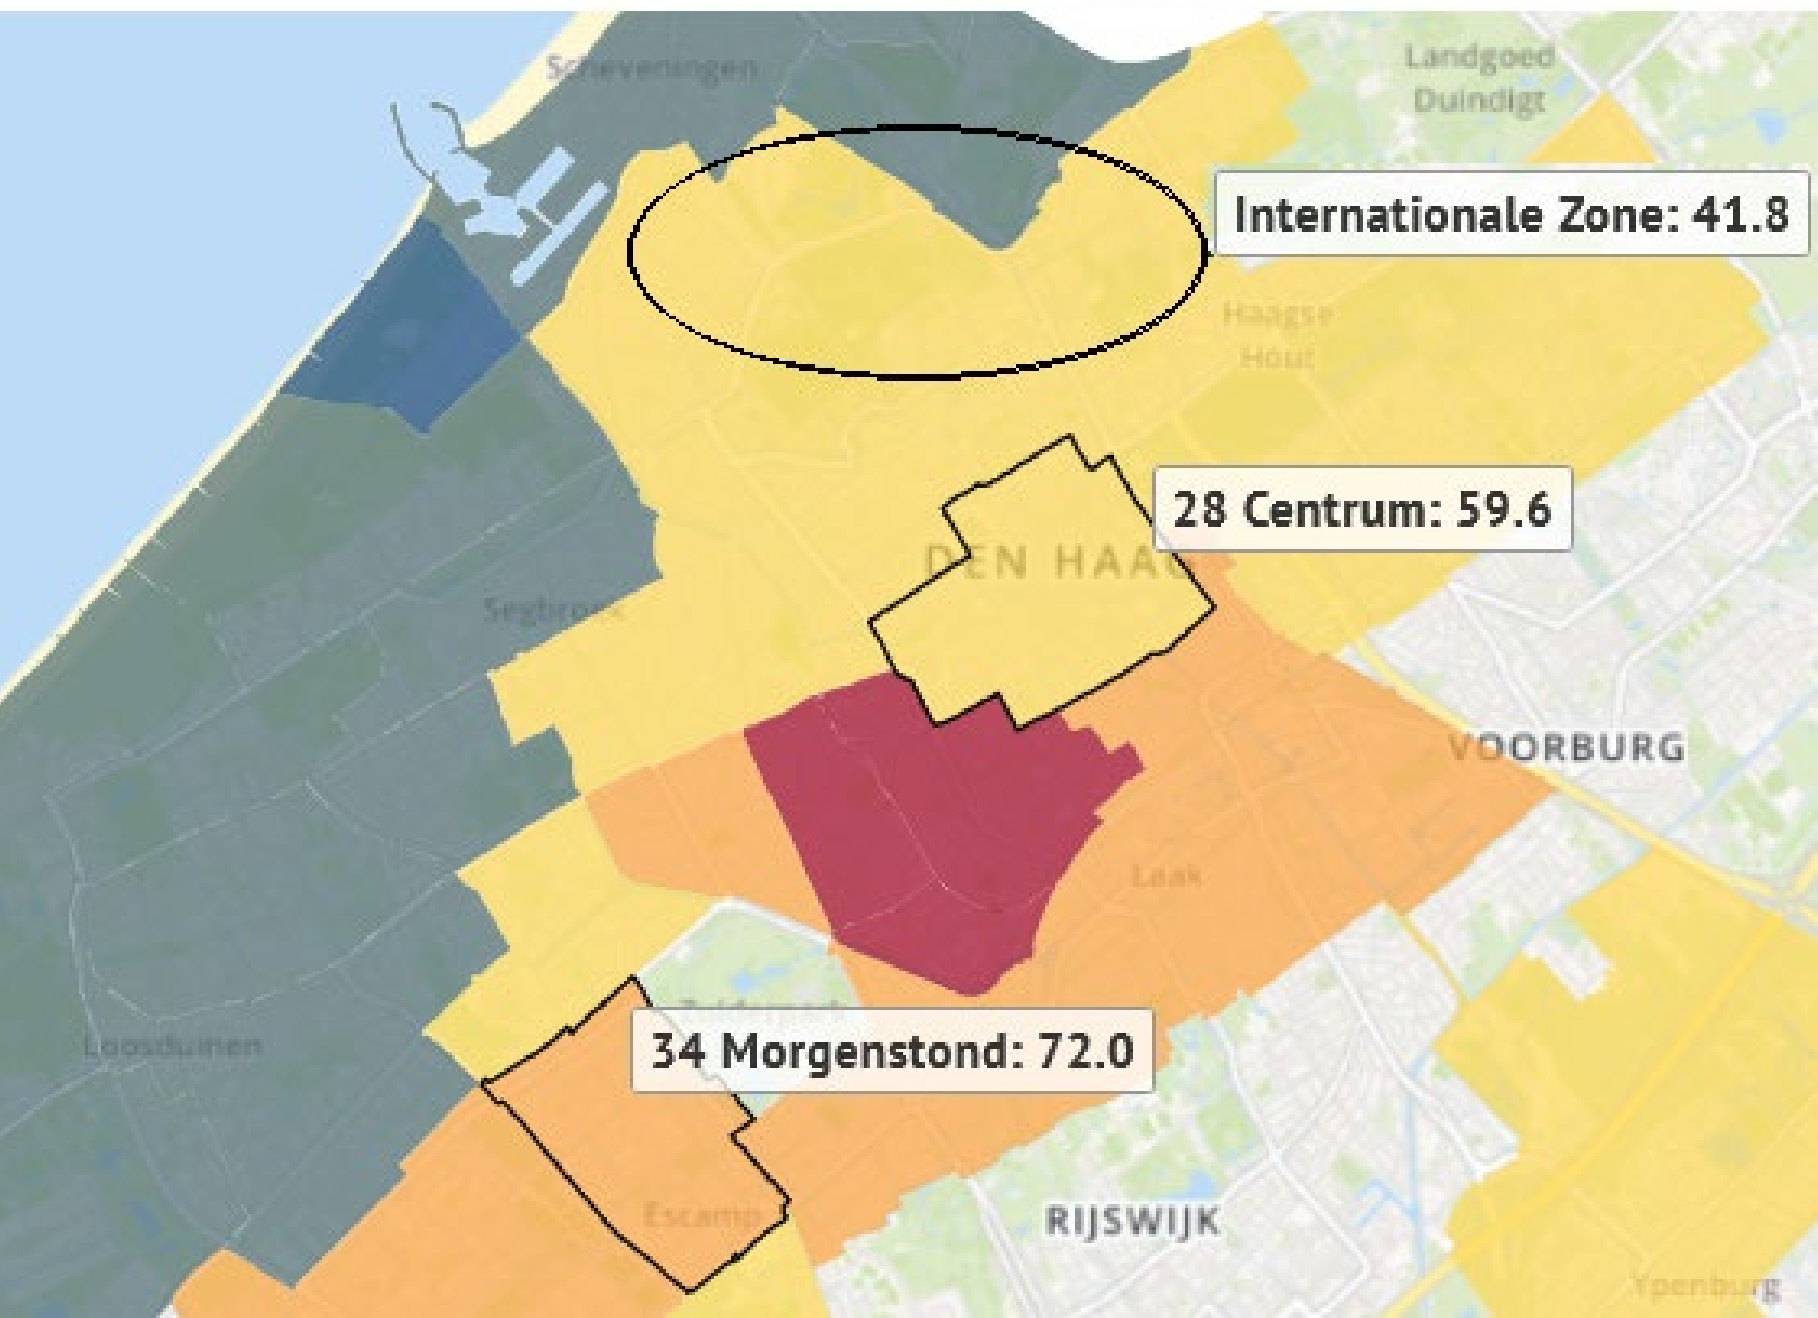 Scheveningen
Landgoed
Duindigt
Internationale Zone: 41.8
Haagse
Hout
28 Centrum: 59.6
DEN HAAG
Segbroek
VOORBURG
Laak
Zuiderpark
34 Morgenstond: 72.0
Loosduinen
Escamp
RIJSWIJK
Ypenburg